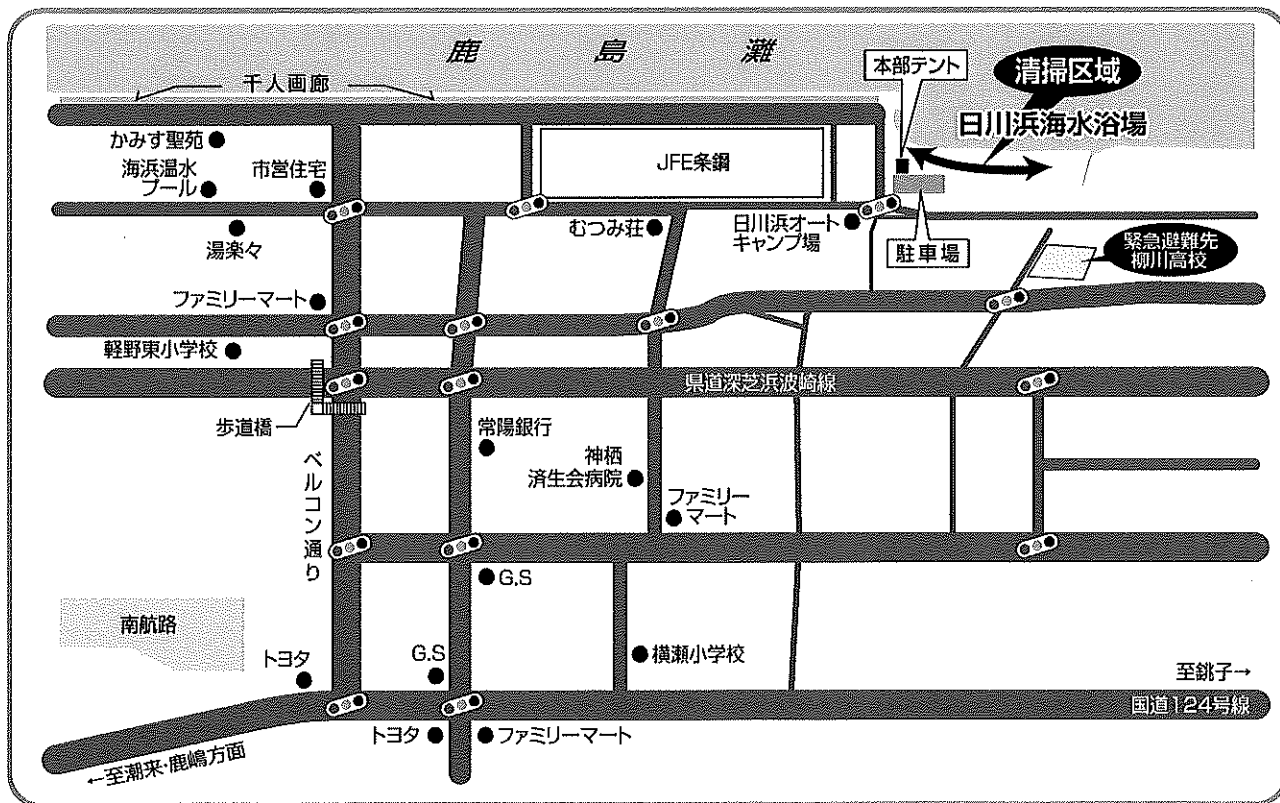 鹿島灘
本部テント
清掃区域
千人画廊
日川浜海水浴場
かみす聖苑
JFE条鋼
海浜温水
プール
市営住宅
むつみ荘
日川浜オート
キャンプ場
湯楽々
駐車場
緊急避難先
柳川高校
ファミリーマート
軽野東小学校
県道深芝浜波崎線
歩道橋
常陽銀行
ベルコン通り
神栖
済生会病院
ファミリー
マート
G.S
南航路
トヨタ
G.S
横瀬小学校
至銚子→
国道124号線
トヨタ
ファミリーマート
←至潮来・鹿嶋方面